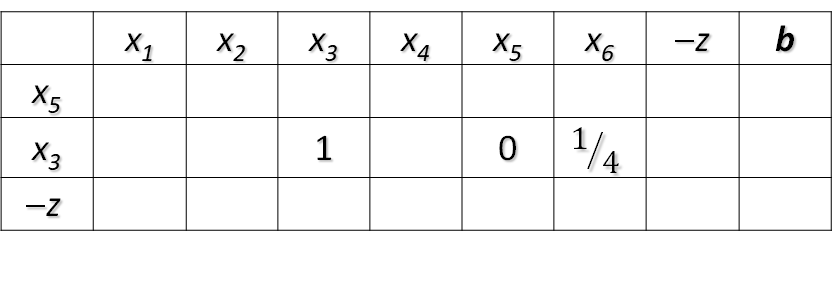 x₁ x₂ x₃ x₄ x₅ x₆ –z b
x₅
x₃ 1 0 1/4
–z